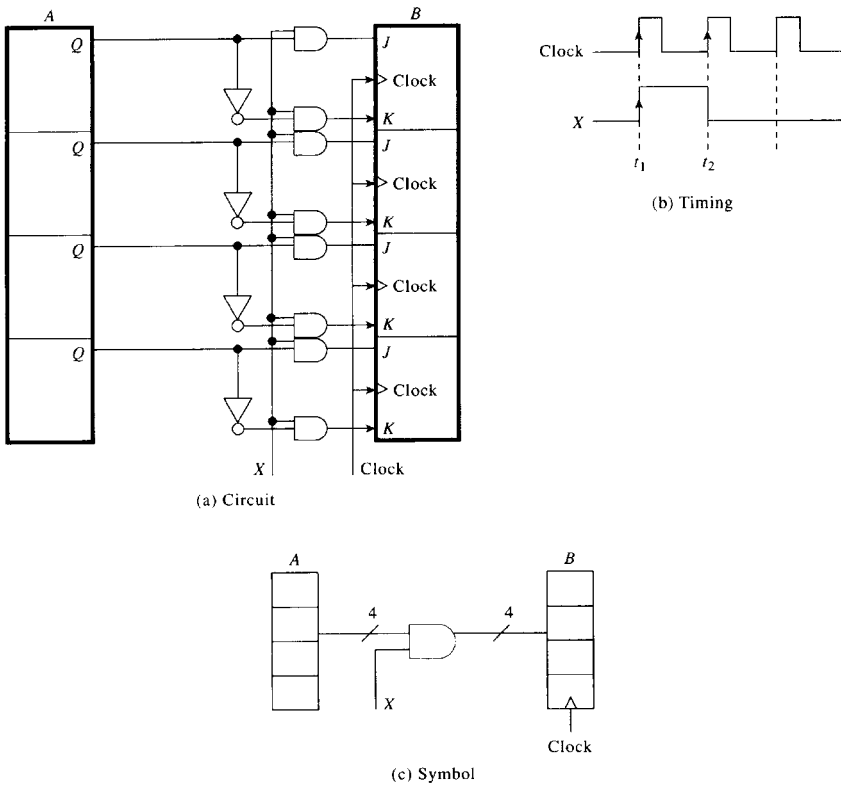 A
B
Q
J
Clock
K
Q
J
Clock
K
Q
J
Clock
K
Q
J
Clock
K
X
Clock
(a) Circuit
Clock
X
t1
t2
(b) Timing
A
B
4
4
X
Clock
(c) Symbol